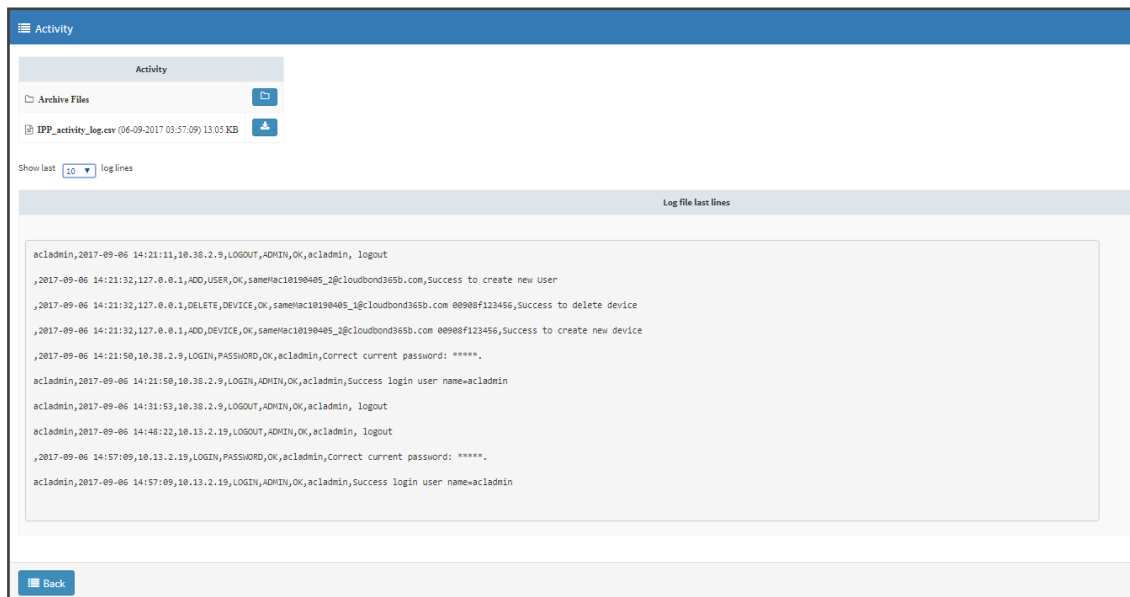 Activity
Activity
Archive Files
IPP_activity_log.csv (06-09-2017 03:57:09) 13.05 KB
Show last 10 log lines
Log file last lines
acladmin,2017-09-06 14:21:11,10.38.2.9,LOGOUT,ADMIN,OK,acladmin, logout
,2017-09-06 14:21:32,127.0.0.1,ADD,USER,OK,sameMac10190405_2@cloudbond365b.com,Success to create new User
,2017-09-06 14:21:32,127.0.0.1,DELETE,DEVICE,OK,sameMac10190405_1@cloudbond365b.com 00908f123456,Success to delete device
,2017-09-06 14:21:32,127.0.0.1,ADD,DEVICE,OK,sameMac10190405_2@cloudbond365b.com 00908f123456,Success to create new device
,2017-09-06 14:21:50,10.38.2.9,LOGIN,PASSWORD,OK,acladmin,Correct current password: *****.
acladmin,2017-09-06 14:21:50,10.38.2.9,LOGIN,ADMIN,OK,acladmin,Success login user name=acladmin
acladmin,2017-09-06 14:31:53,10.38.2.9,LOGOUT,ADMIN,OK,acladmin, logout
acladmin,2017-09-06 14:48:22,10.13.2.19,LOGOUT,ADMIN,OK,acladmin, logout
,2017-09-06 14:57:09,10.13.2.19,LOGIN,PASSWORD,OK,acladmin,Correct current password: *****.
acladmin,2017-09-06 14:57:09,10.13.2.19,LOGIN,ADMIN,OK,acladmin,Success login user name=acladmin
Back